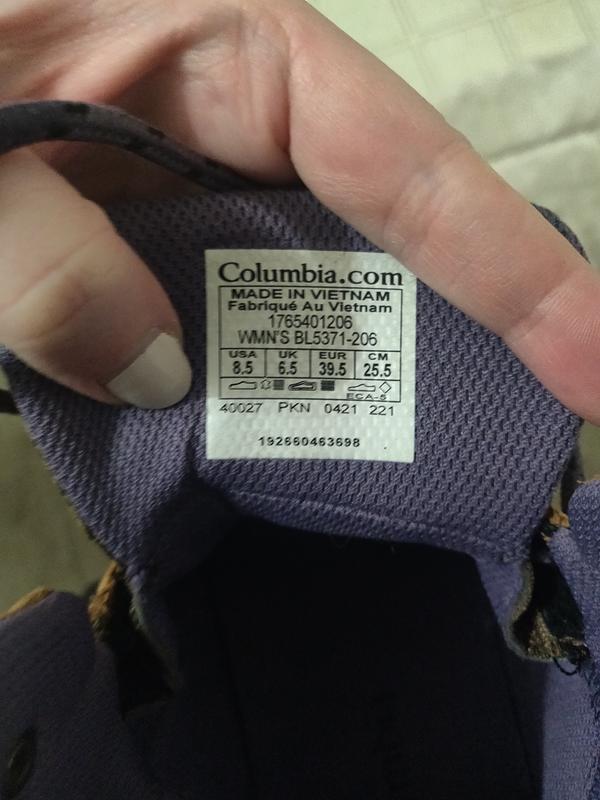 Columbia.com
MADE IN VIETNAM
Fabriqué Au Vietnam
1765401206
WMN'S BL5371-206
USA UK EUR CM
8.5 6.5 39.5 25.5
ECA-5
40027 PKN 0421 221
192660463698